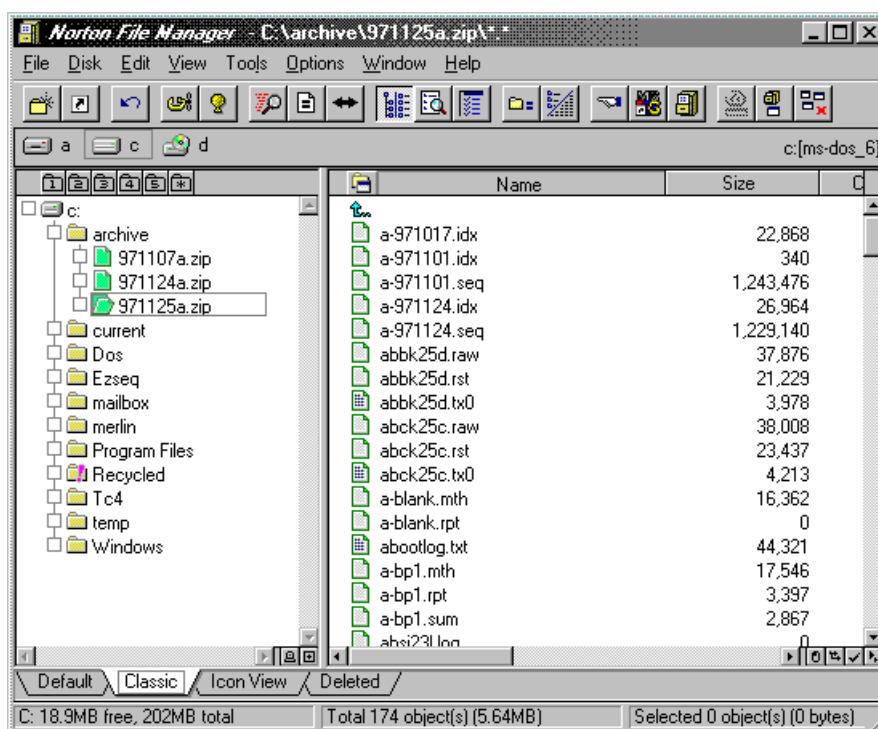 Norton File Manager - C:\archive\971125a.zip\*.*
File Disk Edit View Tools Options Window Help
a c d c:[ms-dos_6]
1 2 3 4 5 *
Name Size C
c:
archive
971107a.zip
971124a.zip
971125a.zip
current
Dos
Ezseq
mailbox
merlin
Program Files
Recycled
Tc4
temp
Windows
a-971017.idx 22,868
a-971101.idx 340
a-971101.seq 1,243,476
a-971124.idx 26,964
a-971124.seq 1,229,140
abbk25d.raw 37,876
abbk25d.rst 21,229
abbk25d.tx0 3,978
abck25c.raw 38,008
abck25c.rst 23,437
abck25c.tx0 4,213
a-blank.mth 16,362
a-blank.rpt 0
abootlog.txt 44,321
a-bp1.mth 17,546
a-bp1.rpt 3,397
a-bp1.sum 2,867
Default Classic Icon View Deleted
C: 18.9MB free, 202MB total Total 174 object(s) (5.64MB) Selected 0 object(s) (0 bytes)